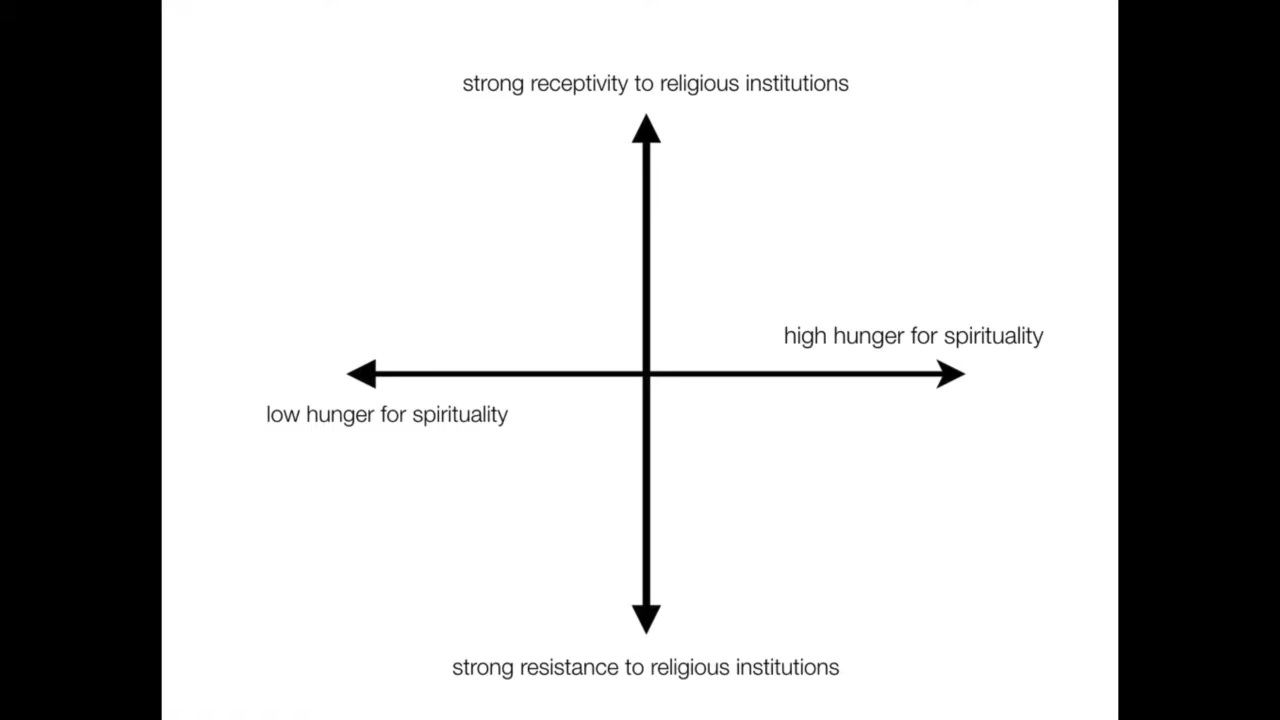 strong receptivity to religious institutions
high hunger for spirituality
low hunger for spirituality
strong resistance to religious institutions